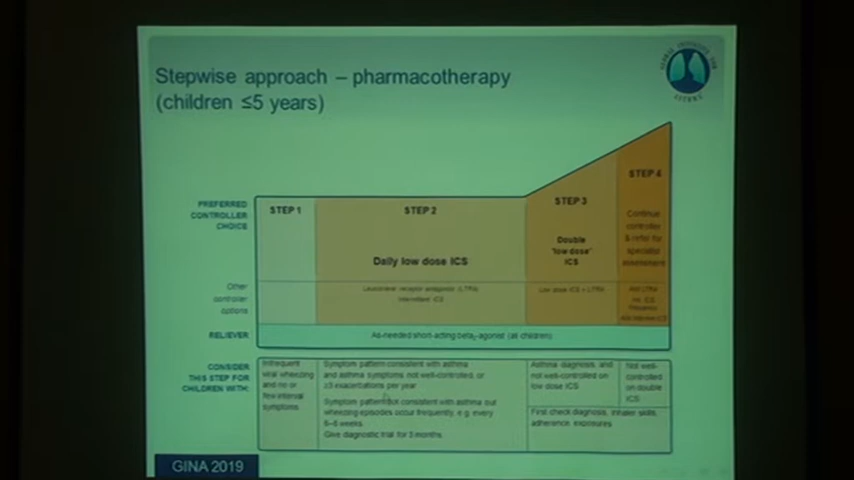 Stepwise approach – pharmacotherapy
(children ≤5 years)
STEP 4
STEP 3
PREFERRED
CONTROLLER
CHOICE
STEP 1
STEP 2
Continue
controller
& refer for
specialist
assessment
Double
"low dose"
ICS
Daily low dose ICS
Other
controller
options
Leukotriene receptor antagonist (LTRA)
Intermittent ICS
Low dose ICS + LTRA
Add LTRA
RELIEVER
As-needed short-acting beta2-agonist (all children)
CONSIDER
THIS STEP FOR
CHILDREN WITH:
Infrequent
viral wheezing
and no or
few interval
symptoms
Symptom pattern consistent with asthma
and asthma symptoms not well-controlled, or
≥3 exacerbations per year
Symptom pattern not consistent with asthma but
wheezing episodes occur frequently, e.g. every
6–8 weeks.
Give diagnostic trial for 3 months
Asthma diagnosis, and
not well-controlled on
low dose ICS
Not well-
controlled
on double
ICS
First check diagnosis, inhaler skills,
adherence exposures
GINA 2019